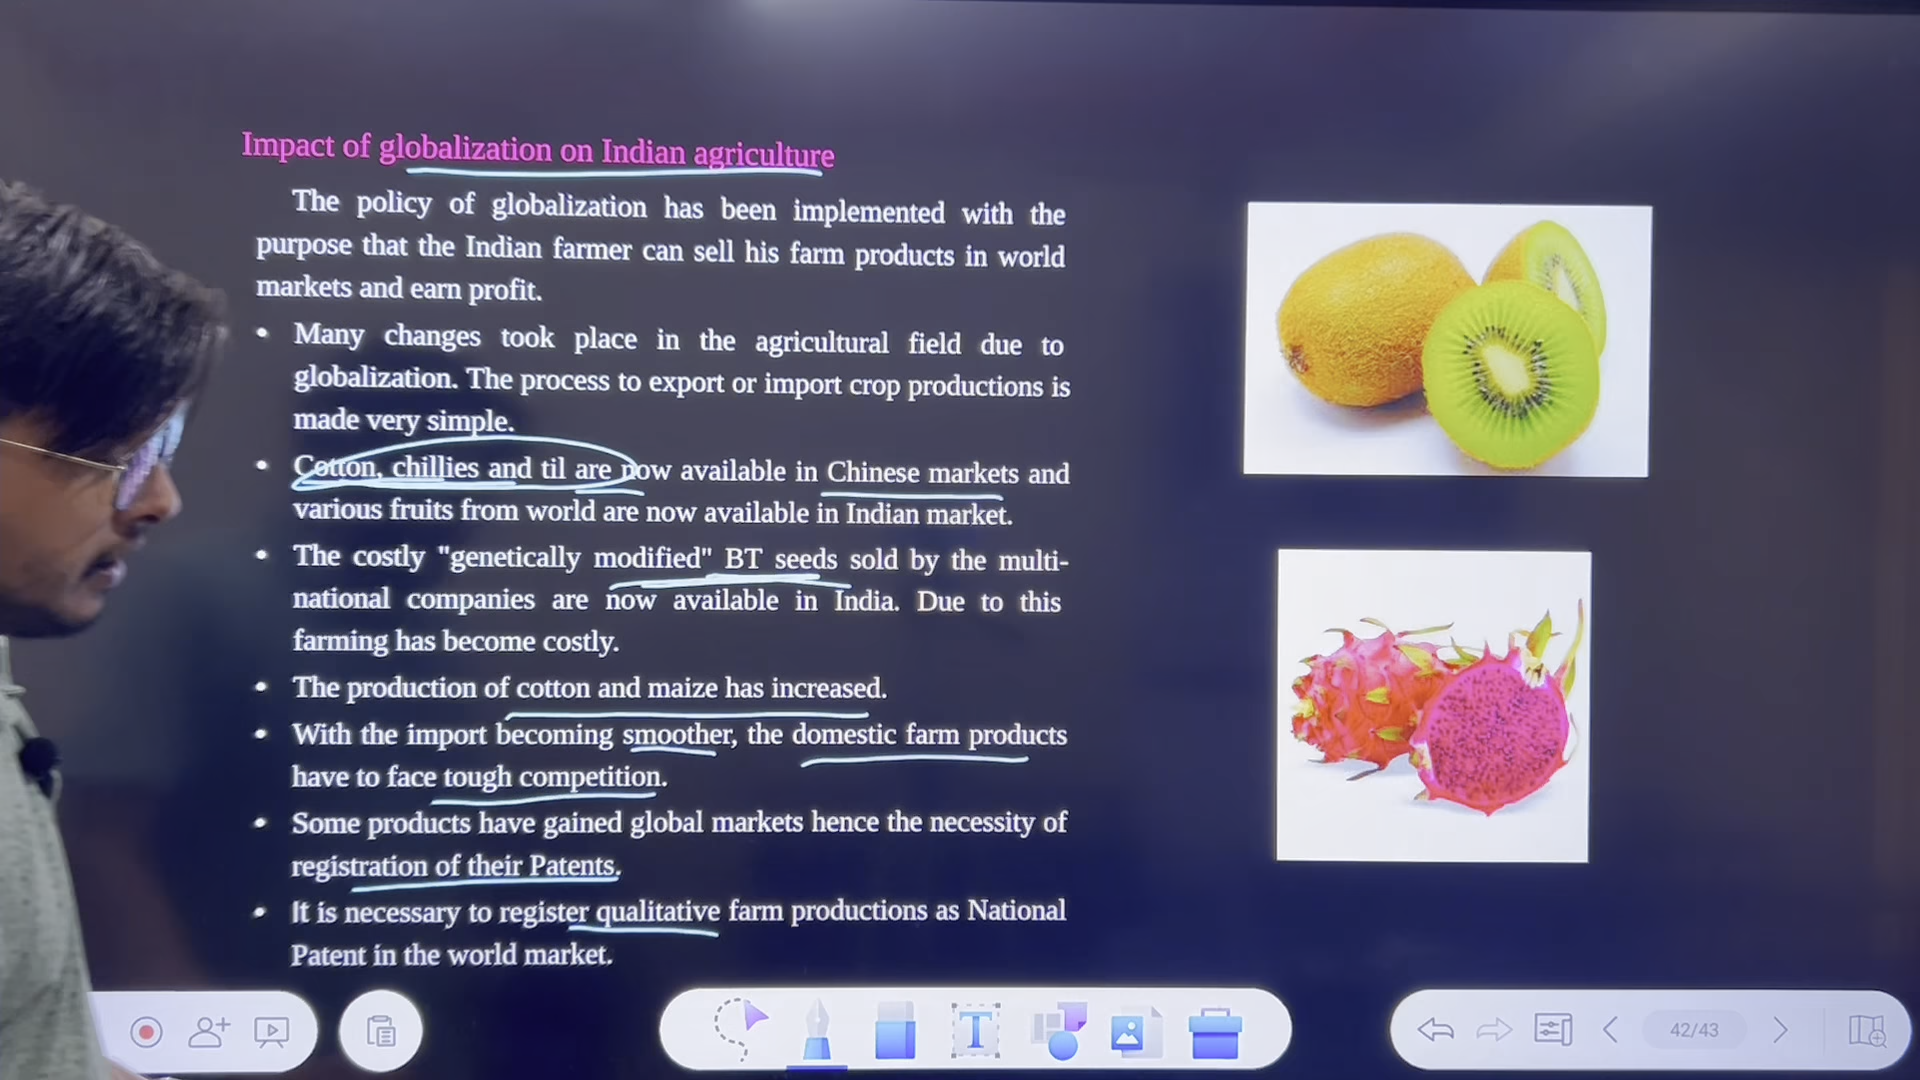 Impact of globalization on Indian agriculture
The policy of globalization has been implemented with the
purpose that the Indian farmer can sell his farm products in world
markets and earn profit.
• Many changes took place in the agricultural field due to
globalization. The process to export or import crop productions is
made very simple.
• Cotton, chillies and til are now available in Chinese markets and
various fruits from world are now available in Indian market.
• The costly "genetically modified" BT seeds sold by the multi-
national companies are now available in India. Due to this
farming has become costly.
• The production of cotton and maize has increased.
• With the import becoming smoother, the domestic farm products
have to face tough competition.
• Some products have gained global markets hence the necessity of
registration of their Patents.
• It is necessary to register qualitative farm productions as National
Patent in the world market.
T
42/43